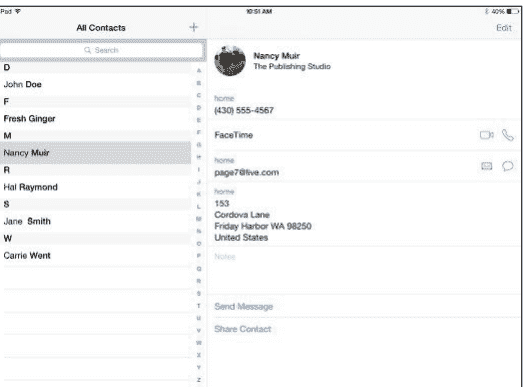 iPad
10:51 AM
40%
All Contacts
+
Edit
Search
D
John Doe
F
Fresh Ginger
M
Nancy Muir
R
Hal Raymond
S
Jane Smith
W
Carrie Went
A
B
C
D
E
F
G
H
I
J
K
L
M
N
O
P
Q
R
S
T
U
V
W
X
Y
Z
Nancy Muir
The Publishing Studio
home
(430) 555-4567
FaceTime
home
page7@live.com
home
153
Cordova Lane
Friday Harbor WA 98250
United States
Notes
Send Message
Share Contact